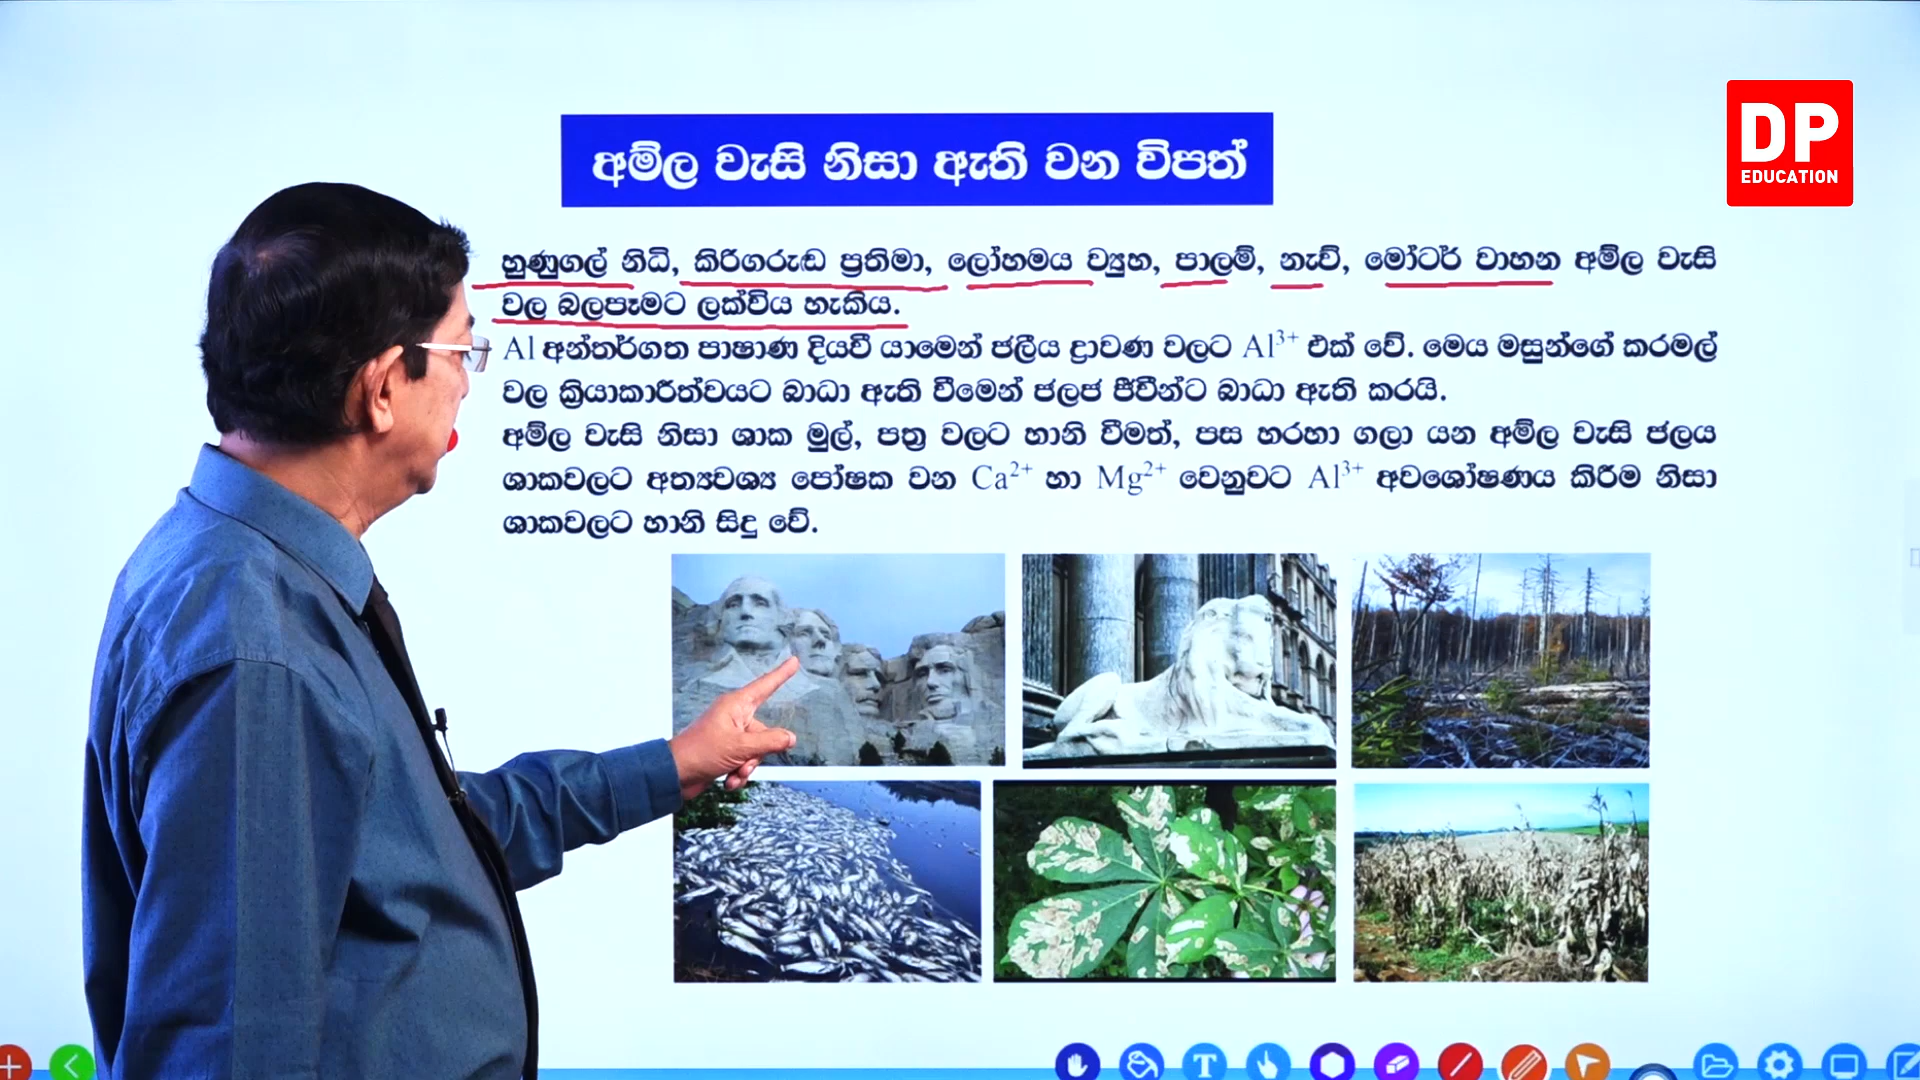 DP
EDUCATION
අම්ල වැසි නිසා ඇති වන විපත්
හුණුගල් නිධි, කිරිගරුඬ ප්‍රතිමා, ලෝහමය ව්‍යුහ, පාලම්, නැව්, මෝටර් වාහන අම්ල වැසි
වල බලපෑමට ලක්විය හැකිය.
Al අන්තර්ගත පාෂාණ දියවී යාමෙන් ජලීය ද්‍රාවණ වලට Al³⁺ එක් වේ. මෙය මසුන්ගේ කරමල්
වල ක්‍රියාකාරීත්වයට බාධා ඇති වීමෙන් ජලජ ජීවීන්ට බාධා ඇති කරයි.
අම්ල වැසි නිසා ශාක මුල්, පත්‍ර වලට හානි වීමත්, පස හරහා ගලා යන අම්ල වැසි ජලය
ශාකවලට අත්‍යවශ්‍ය පෝෂක වන Ca²⁺ හා Mg²⁺ වෙනුවට Al³⁺ අවශෝෂණය කිරීම නිසා
ශාකවලට හානි සිදු වේ.
T